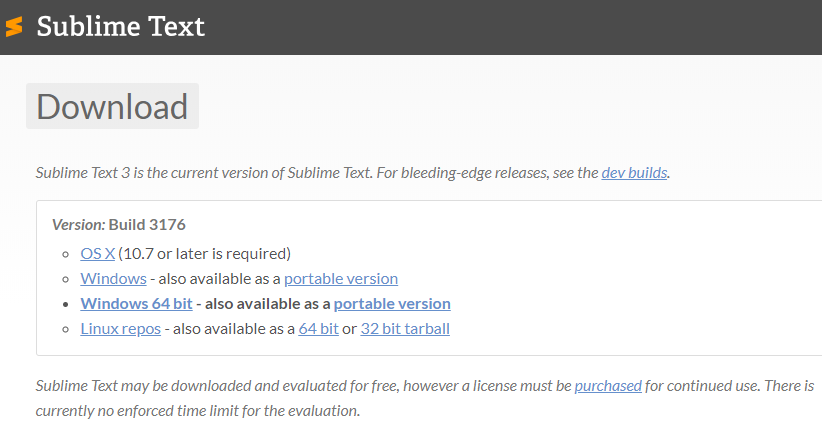 Sublime Text
Download
Sublime Text 3 is the current version of Sublime Text. For bleeding-edge releases, see the dev builds.
Version: Build 3176
OS X (10.7 or later is required)
Windows - also available as a portable version
Windows 64 bit - also available as a portable version
Linux repos - also available as a 64 bit or 32 bit tarball
Sublime Text may be downloaded and evaluated for free, however a license must be purchased for continued use. There is
currently no enforced time limit for the evaluation.